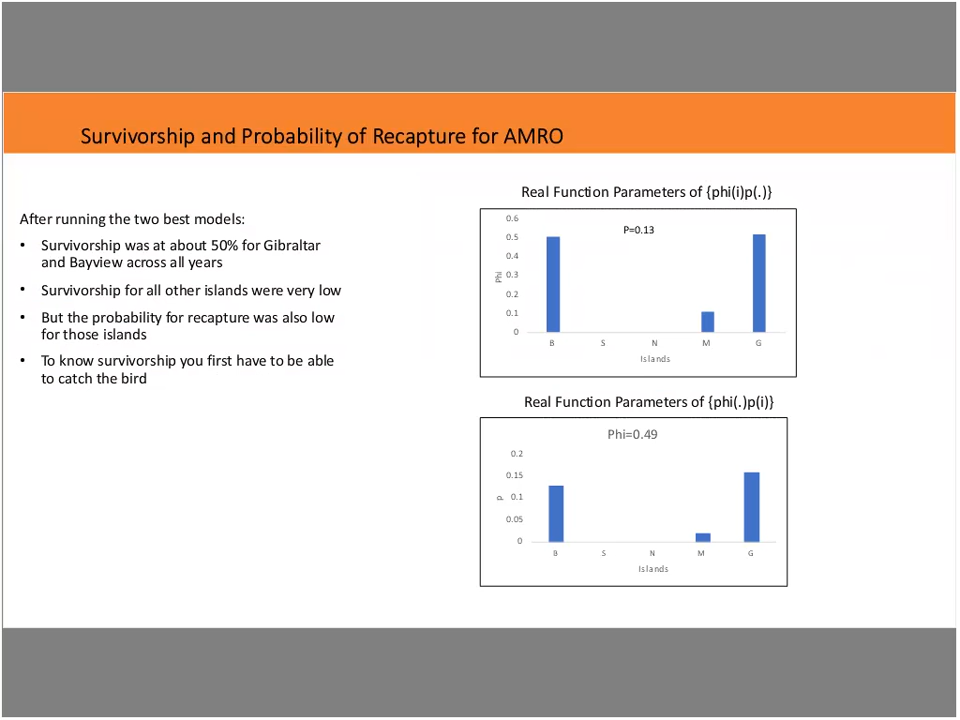 Survivorship and Probability of Recapture for AMRO
After running the two best models:
• Survivorship was at about 50% for Gibraltar
and Bayview across all years
• Survivorship for all other islands were very low
• But the probability for recapture was also low
for those islands
• To know survivorship you first have to be able
to catch the bird
Real Function Parameters of {phi(i)p(.)}
P=0.13
0.6
0.5
0.4
0.3
0.2
0.1
0
Phi
B S N M G
Islands
Real Function Parameters of {phi(.)p(i)}
Phi=0.49
0.2
0.15
0.1
0.05
0
p
B S N M G
Islands